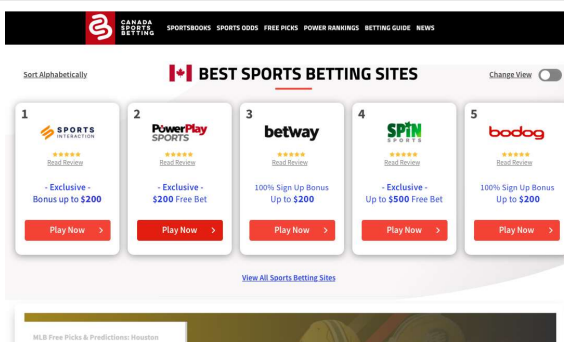 CANADA
SPORTS
BETTING
SPORTSBOOKS SPORTS ODDS FREE PICKS POWER RANKINGS BETTING GUIDE NEWS
Sort Alphabetically
BEST SPORTS BETTING SITES
Change View
1
SPORTS
INTERACTION
Read Review
- Exclusive -
Bonus up to $200
Play Now >
2
PowerPlay
SPORTS
Read Review
- Exclusive -
$200 Free Bet
Play Now >
3
betway
Read Review
100% Sign Up Bonus
Up to $200
Play Now >
4
SPIN
SPORTS
Read Review
- Exclusive -
Up to $500 Free Bet
Play Now >
5
bodog
Read Review
100% Sign Up Bonus
Up to $200
Play Now >
View All Sports Betting Sites
MLB Free Picks & Predictions: Houston